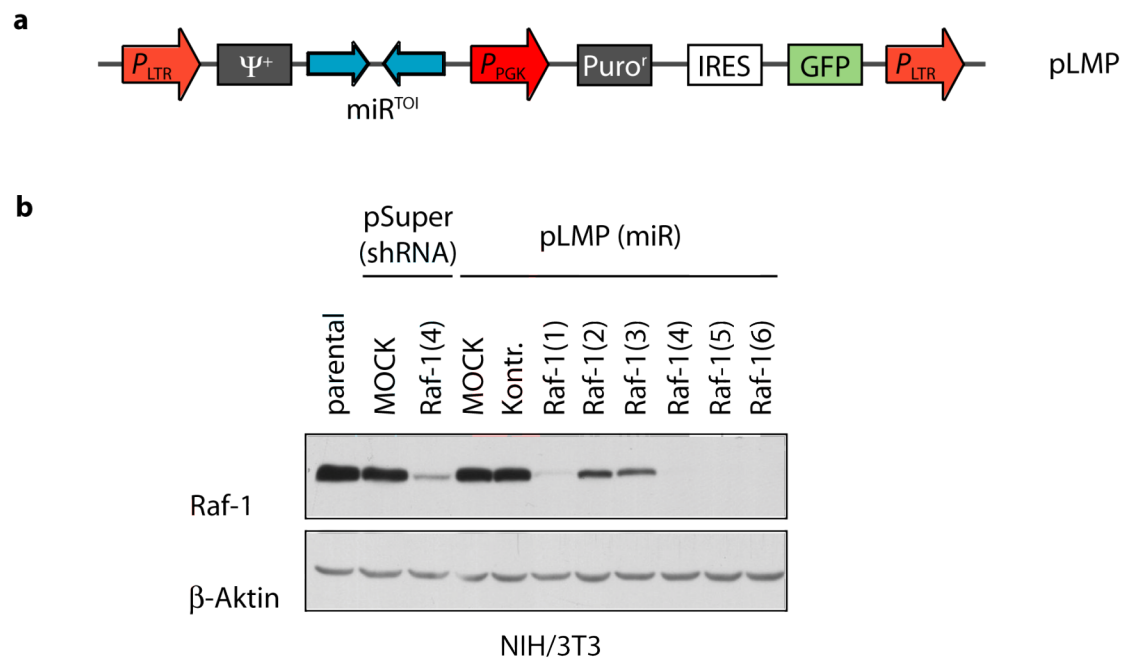 a
P_LTR Ψ⁺ P_PGK Puroʳ IRES GFP P_LTR pLMP
miR^TOI
b
pSuper
(shRNA)
pLMP (miR)
parental
MOCK
Raf-1(4)
MOCK
Kontr.
Raf-1(1)
Raf-1(2)
Raf-1(3)
Raf-1(4)
Raf-1(5)
Raf-1(6)
Raf-1
β-Aktin
NIH/3T3